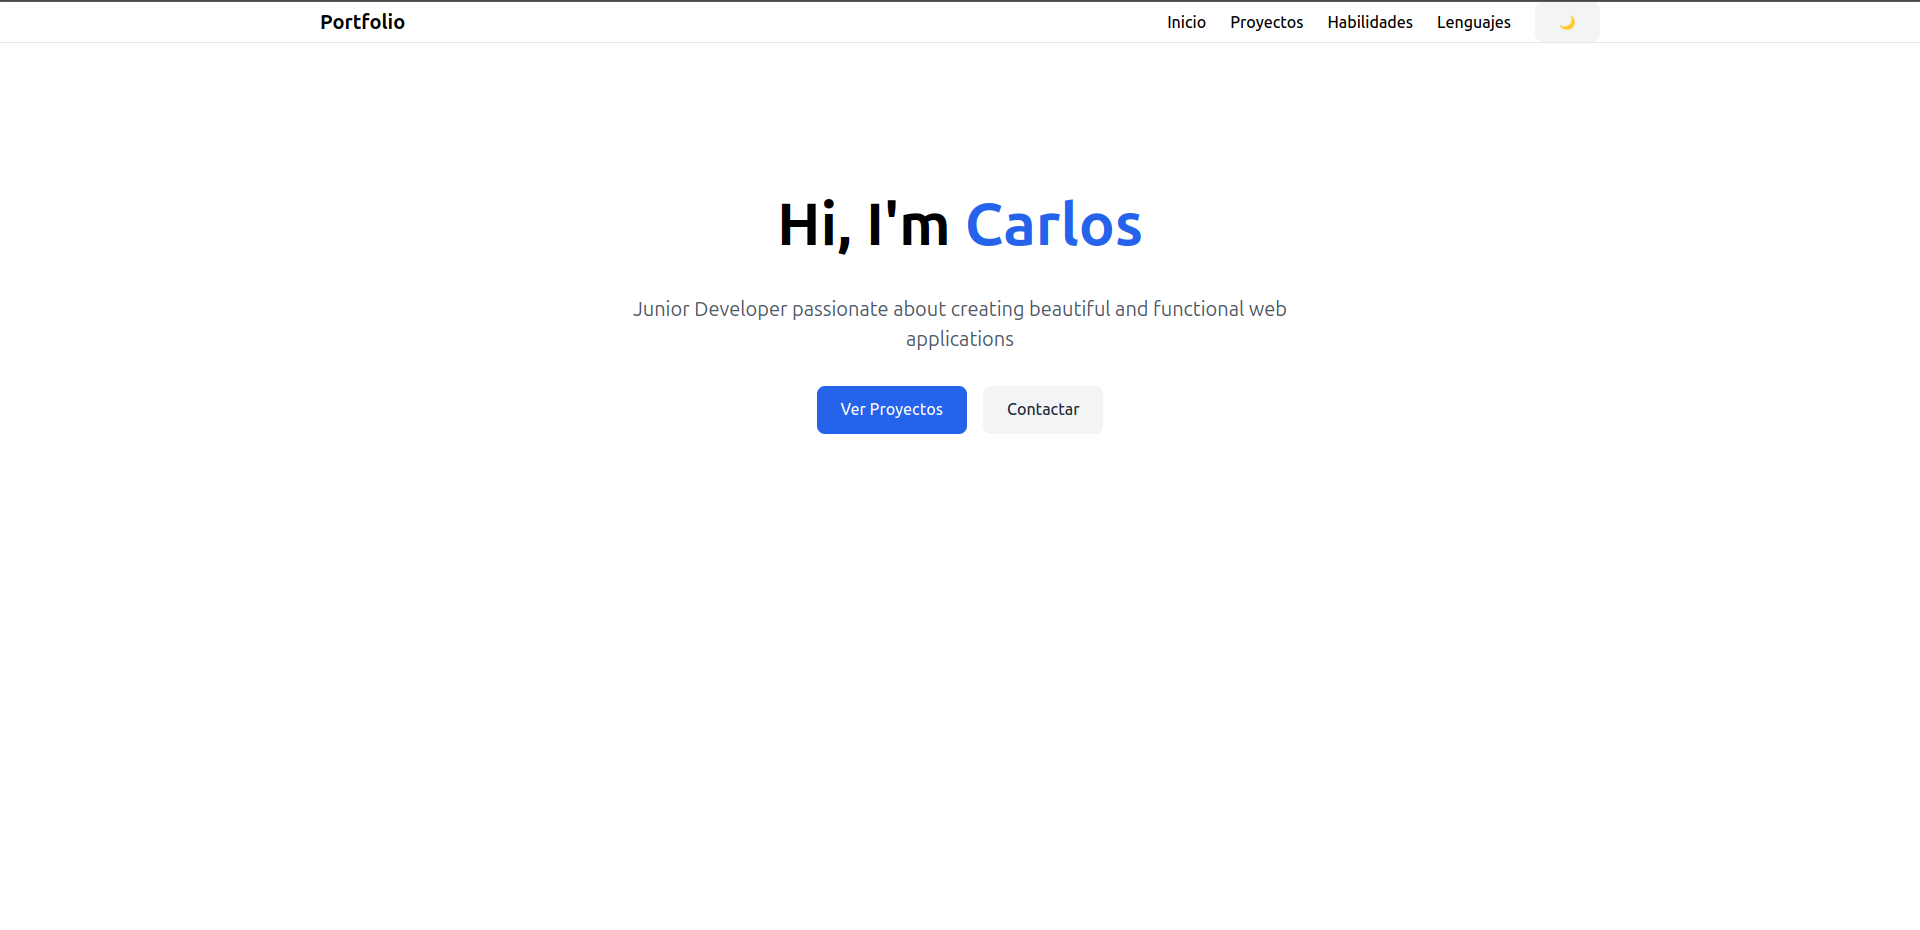 Portfolio
Inicio
Proyectos
Habilidades
Lenguajes
Hi, I'm Carlos
Junior Developer passionate about creating beautiful and functional web
applications
Ver Proyectos
Contactar